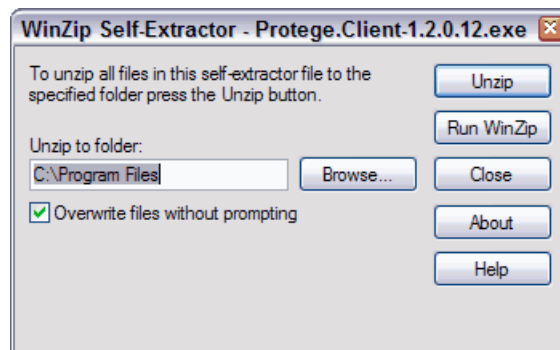 WinZip Self-Extractor - Protege.Client-1.2.0.12.exe
To unzip all files in this self-extractor file to the
specified folder press the Unzip button.
Unzip to folder:
C:\Program Files
Browse...
Overwrite files without prompting
Unzip
Run WinZip
Close
About
Help